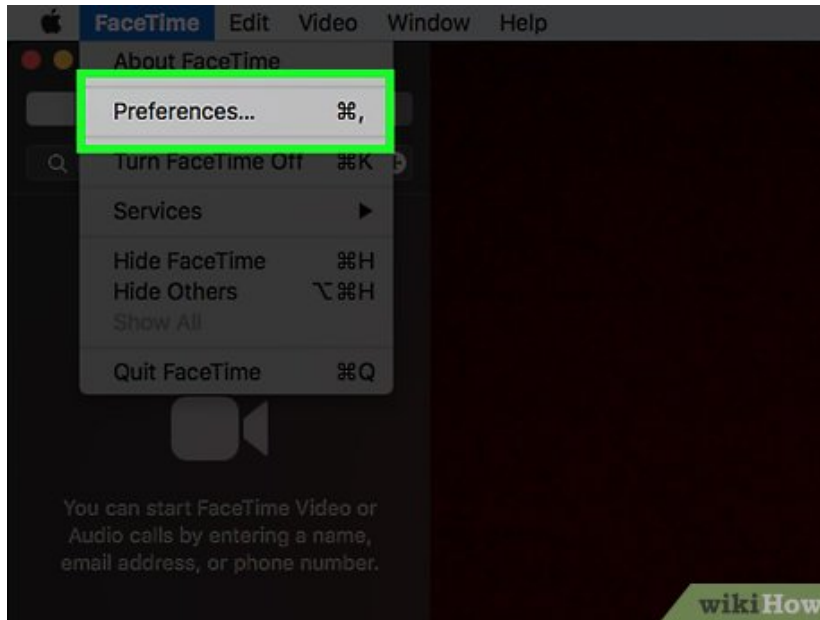 FaceTime Edit Video Window Help
About FaceTime
Preferences... ⌘,
Turn FaceTime Off ⌘K
Services ▶
Hide FaceTime ⌘H
Hide Others ⌥⌘H
Show All
Quit FaceTime ⌘Q
You can start FaceTime Video or
Audio calls by entering a name,
email address, or phone number.
wikiHow